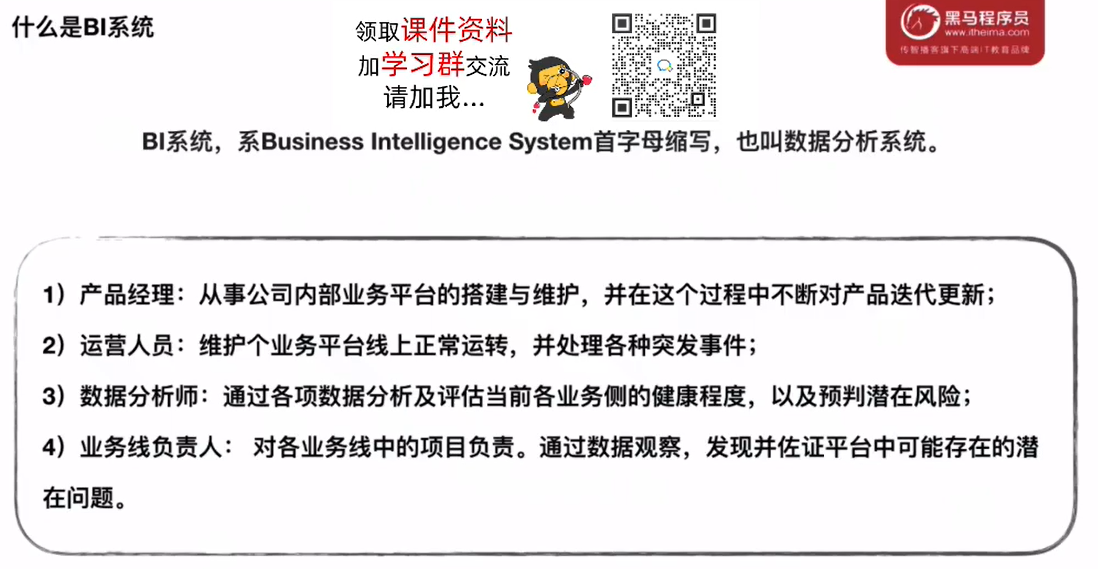 什么是BI系统
领取课件资料
加学习群交流
请加我...
黑马程序员
www.itheima.com
传智播客旗下高端IT教育品牌
BI系统，系Business Intelligence System首字母缩写，也叫数据分析系统。
1）产品经理：从事公司内部业务平台的搭建与维护，并在这个过程中不断对产品迭代更新；
2）运营人员：维护个业务平台线上正常运转，并处理各种突发事件；
3）数据分析师：通过各项数据分析及评估当前各业务侧的健康程度，以及预判潜在风险；
4）业务线负责人： 对各业务线中的项目负责。通过数据观察，发现并佐证平台中可能存在的潜
在问题。